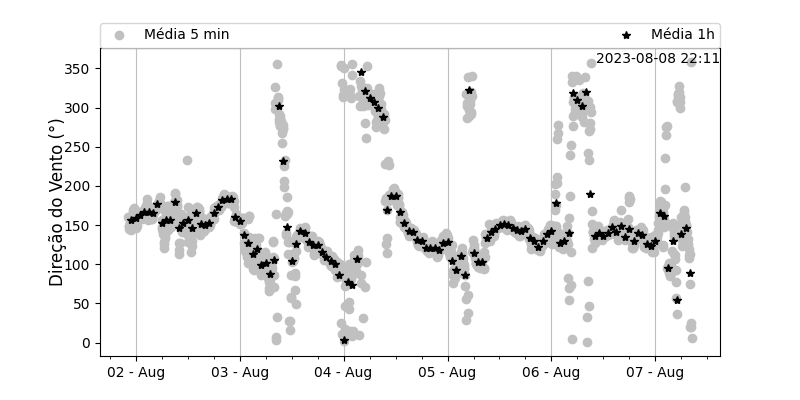 Média 5 min
Média 1h
2023-08-08 22:11
Direção do Vento (°)
350
300
250
200
150
100
50
0
02 - Aug
03 - Aug
04 - Aug
05 - Aug
06 - Aug
07 - Aug